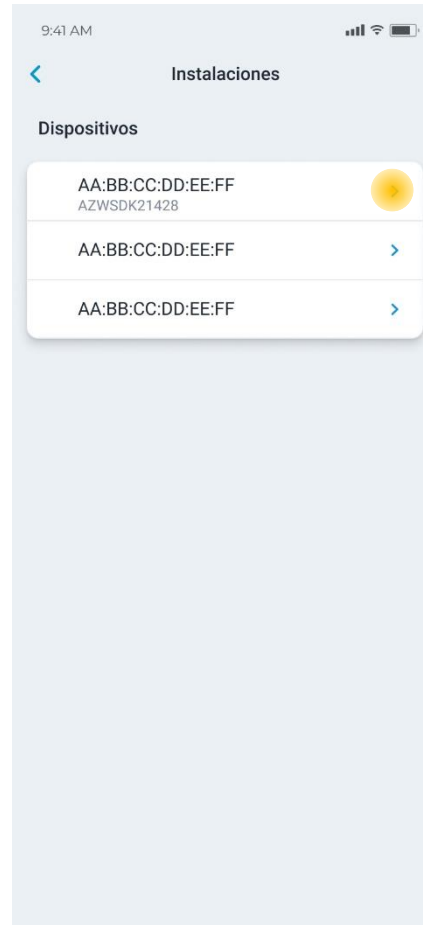 9:41 AM
Instalaciones
Dispositivos
AA:BB:CC:DD:EE:FF
AZWSDK21428
AA:BB:CC:DD:EE:FF
AA:BB:CC:DD:EE:FF